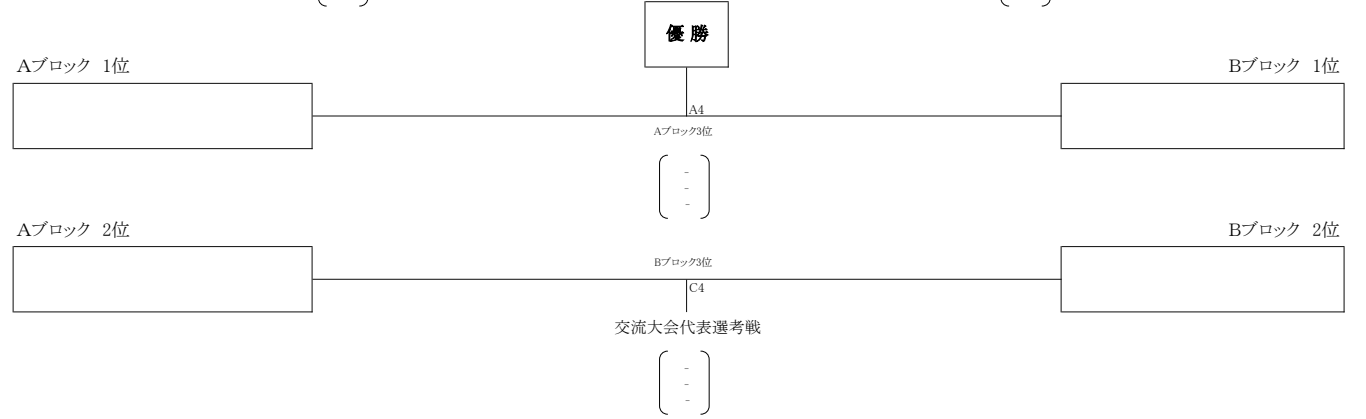 優 勝
Aブロック 1位
Bブロック 1位
A4
Aブロック3位
-
-
-
Aブロック 2位
Bブロック 2位
Bブロック3位
C4
交流大会代表選考戦
-
-
-